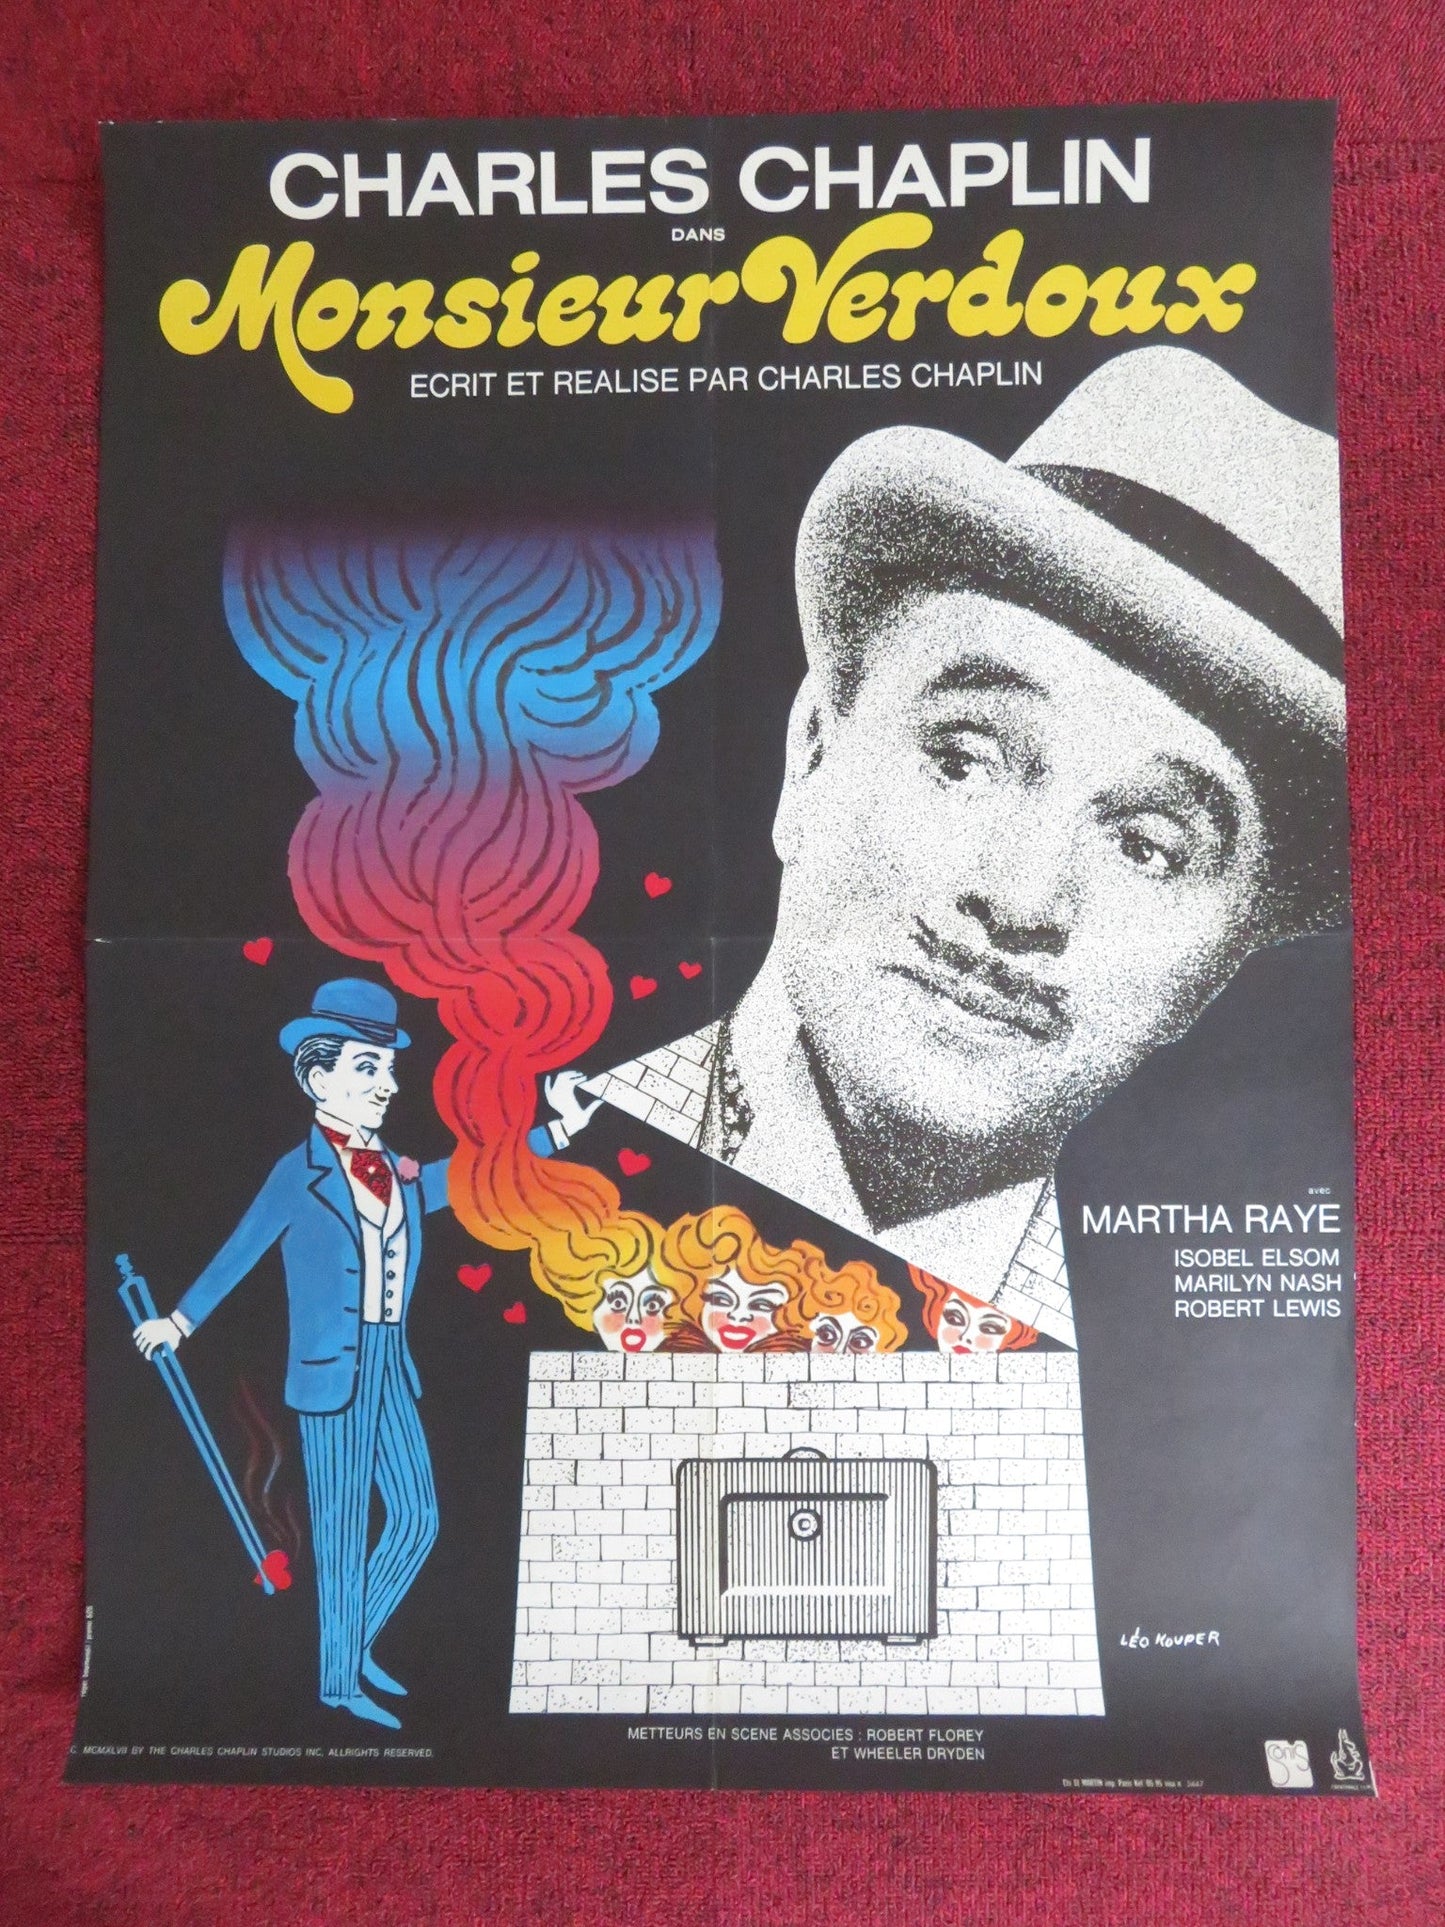 CHARLES CHAPLIN
DANS
Monsieur Verdoux
ECRIT ET REALISE PAR CHARLES CHAPLIN
avec
MARTHA RAYE
ISOBEL ELSOM
MARILYN NASH
ROBERT LEWIS
LÉO KOUPER
METTEURS EN SCENE ASSOCIES : ROBERT FLOREY
ET WHEELER DRYDEN
C. MCMXLVII BY THE CHARLES CHAPLIN STUDIOS INC. ALLRIGHTS RESERVED.
sonis